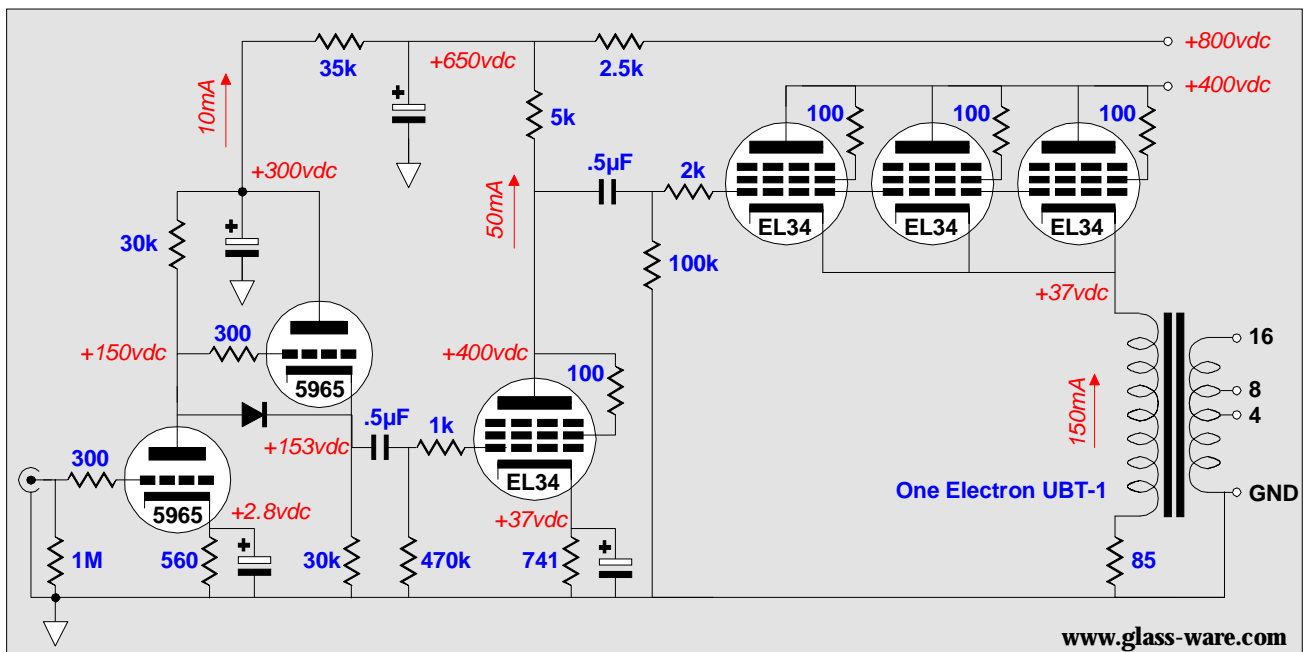 +800vdc
35k
+650vdc
2.5k
+400vdc
10mA
5k
100
100
100
+300vdc
.5µF
2k
50mA
EL34
EL34
EL34
30k
100k
+37vdc
300
+150vdc
+400vdc
16
5965
100
8
.5µF
1k
150mA
4
+153vdc
300
EL34
One Electron UBT-1
GND
5965
+2.8vdc
+37vdc
1M
560
30k
470k
741
85
www.glass-ware.com